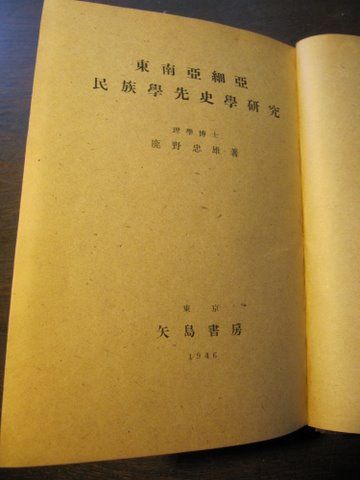 東南亞細亞
民族學先史學研究
理學博士
鹿野忠雄著
東京
矢島書房
1946